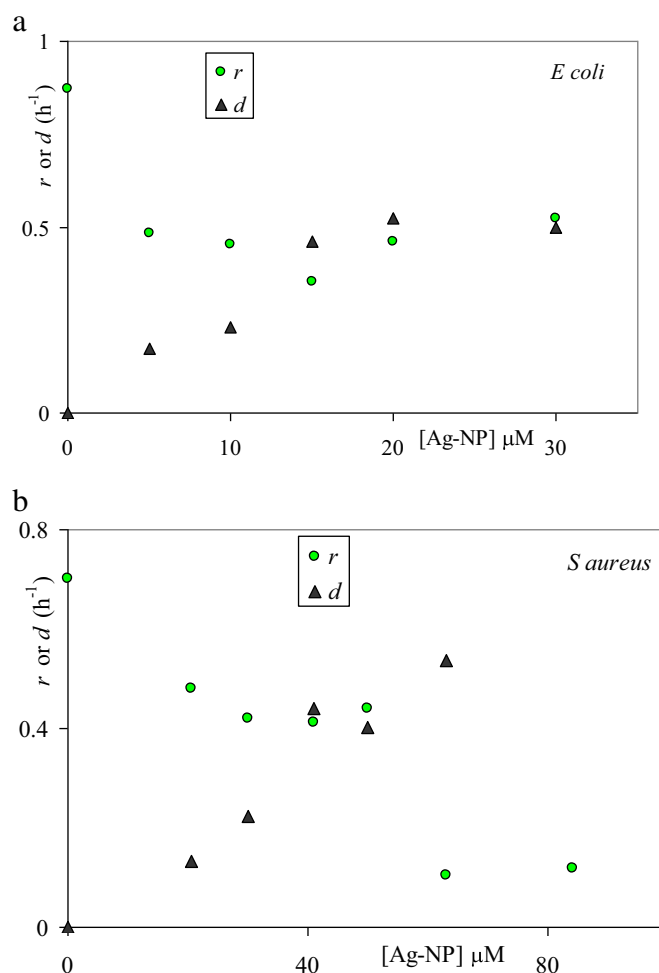 a
1
r
d
E coli
r or d (h⁻¹)
0.5
0
0
10
20
30
[Ag-NP] μM
b
0.8
r
d
S aureus
r or d (h⁻¹)
0.4
0
0
40
80
[Ag-NP] μM